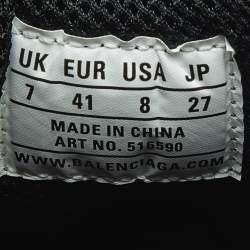 UK EUR USA JP
7 41 8 27
MADE IN CHINA
ART NO. 516590
WWW.BALENCIAGA.COM